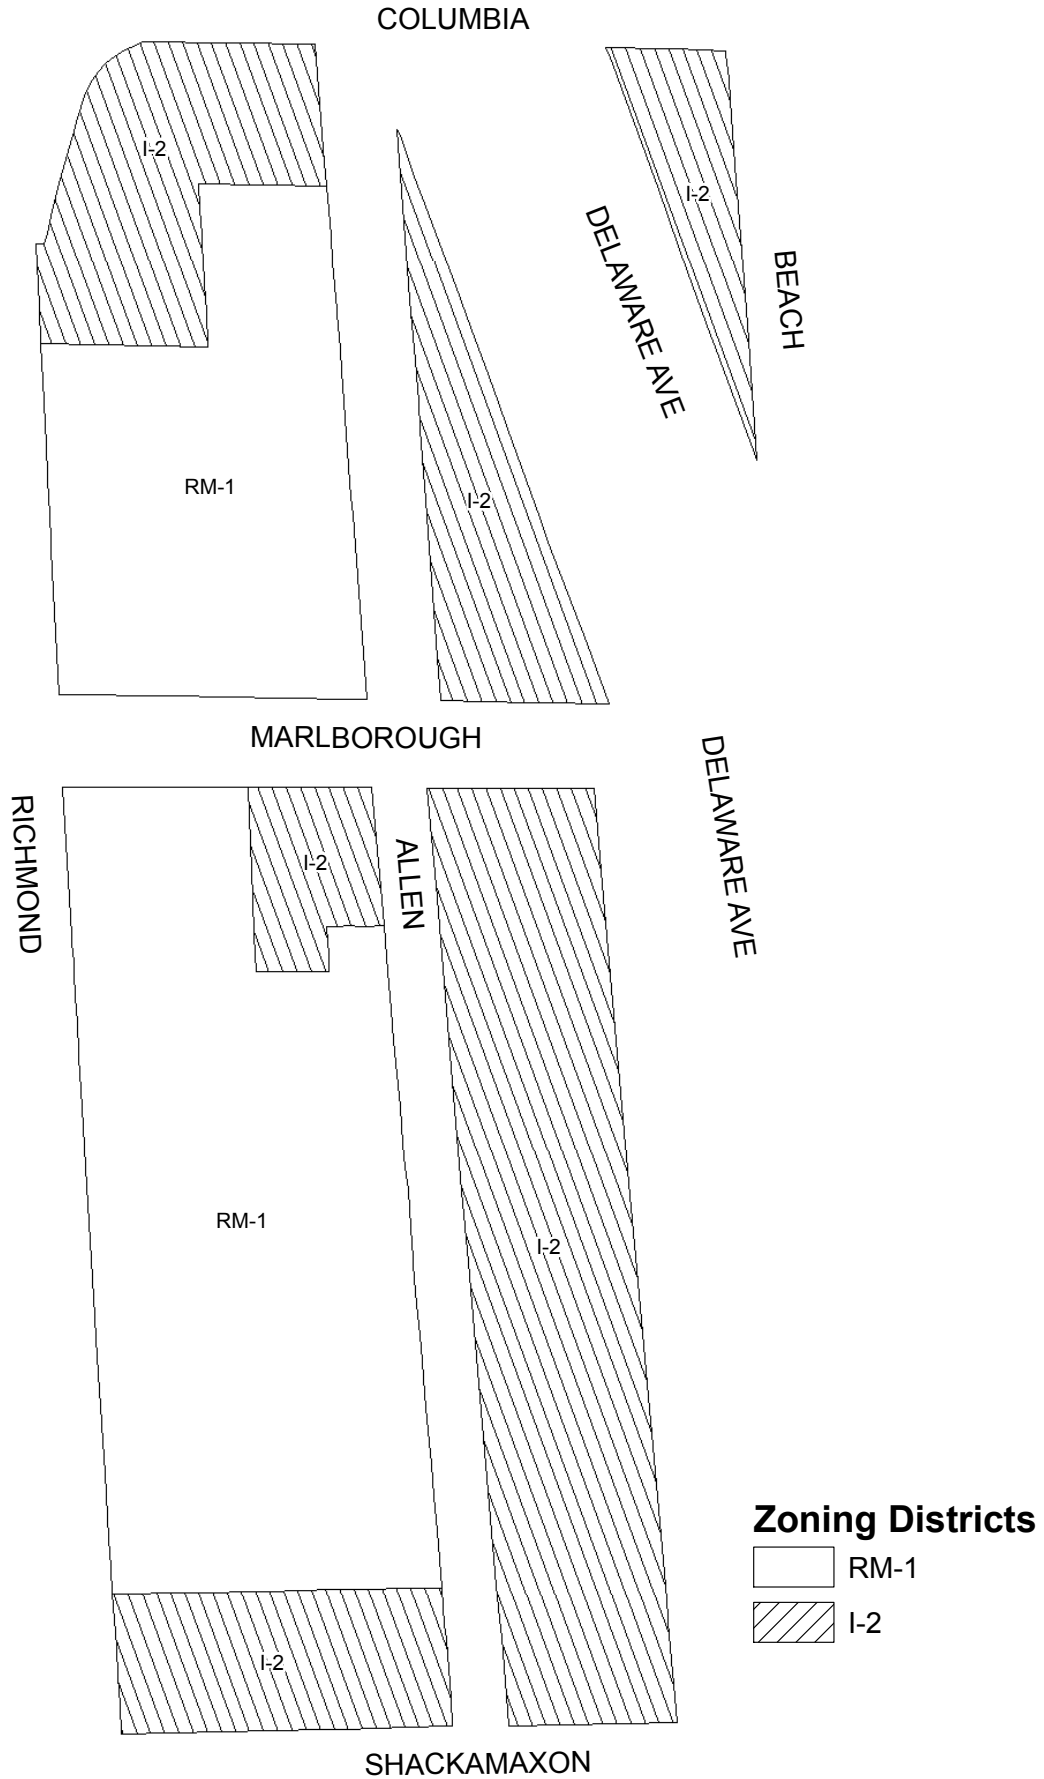 COLUMBIA
I-2
I-2
DELAWARE AVE
BEACH
RM-1
I-2
MARLBOROUGH
DELAWARE AVE
RICHMOND
ALLEN
I-2
RM-1
I-2
Zoning Districts
RM-1
I-2
I-2
SHACKAMAXON